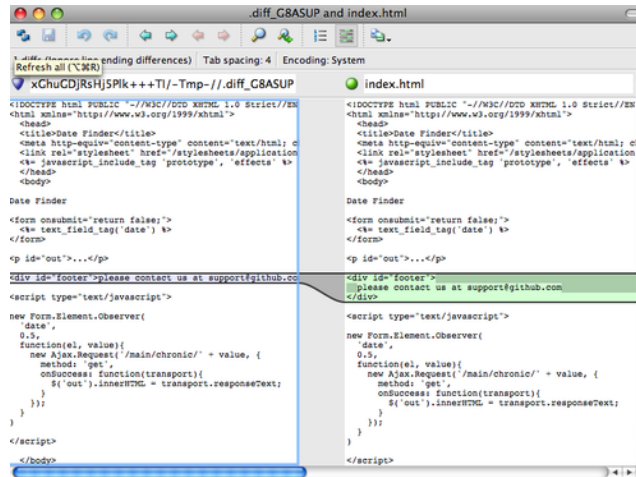 .diff_G8ASUP and index.html
ending differences) Tab spacing: 4 Encoding: System
Refresh all (⌥⌘R)
xGhuGDjRsHj5Plk+++TI/-Tmp-//.diff_G8ASUP
<!DOCTYPE html PUBLIC "-//W3C//DTD XHTML 1.0 Strict//EN
<html xmlns="http://www.w3.org/1999/xhtml">
<head>
<title>Date Finder</title>
<meta http-equiv="content-type" content="text/html; c
<link rel="stylesheet" href="/stylesheets/application
<%= javascript_include_tag 'prototype', 'effects' %>
</head>
<body>
Date Finder
<form onsubmit="return false;">
<%= text_field_tag('date') %>
</form>
<p id="out">...</p>
<div id="footer">please contact us at support@github.co
<script type="text/javascript">
new Form.Element.Observer(
'date',
0.5,
function(el, value){
new Ajax.Request('/main/chronic/' + value, {
method: 'get',
onSuccess: function(transport){
$('out').innerHTML = transport.responseText;
}
});
}
)
</script>
</body>
index.html
<!DOCTYPE html PUBLIC "-//W3C//DTD XHTML 1.0 Strict//EN
<html xmlns="http://www.w3.org/1999/xhtml">
<head>
<title>Date Finder</title>
<meta http-equiv="content-type" content="text/html; c
<link rel="stylesheet" href="/stylesheets/application
<%= javascript_include_tag 'prototype', 'effects' %>
</head>
<body>
Date Finder
<form onsubmit="return false;">
<%= text_field_tag('date') %>
</form>
<p id="out">...</p>
<div id="footer">
please contact us at support@github.com
</div>
<script type="text/javascript">
new Form.Element.Observer(
'date',
0.5,
function(el, value){
new Ajax.Request('/main/chronic/' + value, {
method: 'get',
onSuccess: function(transport){
$('out').innerHTML = transport.responseText;
}
});
}
)
</script>